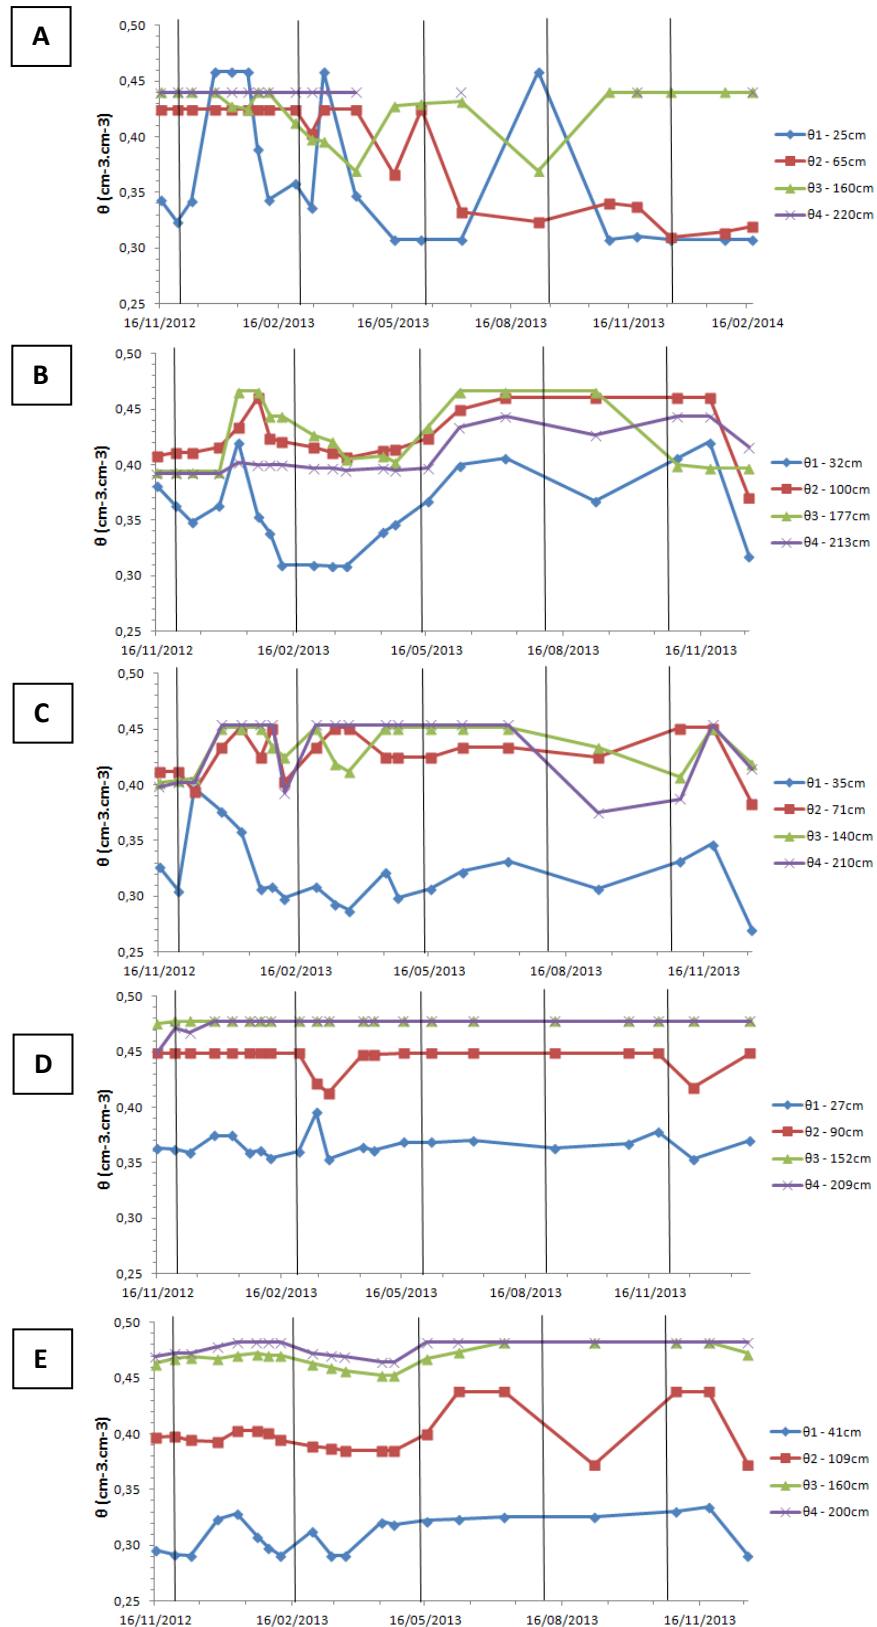 A
0,50
0,45
0,40
0,35
0,30
0,25
θ (cm-3.cm-3)
16/11/2012 16/02/2013 16/05/2013 16/08/2013 16/11/2013 16/02/2014
θ1 - 25cm
θ2 - 65cm
θ3 - 160cm
θ4 - 220cm
B
0,50
0,45
0,40
0,35
0,30
0,25
θ (cm-3.cm-3)
16/11/2012 16/02/2013 16/05/2013 16/08/2013 16/11/2013
θ1 - 32cm
θ2 - 100cm
θ3 - 177cm
θ4 - 213cm
C
0,50
0,45
0,40
0,35
0,30
0,25
θ (cm-3.cm-3)
16/11/2012 16/02/2013 16/05/2013 16/08/2013 16/11/2013
θ1 - 35cm
θ2 - 71cm
θ3 - 140cm
θ4 - 210cm
D
0,50
0,45
0,40
0,35
0,30
0,25
θ (cm-3.cm-3)
16/11/2012 16/02/2013 16/05/2013 16/08/2013 16/11/2013
θ1 - 27cm
θ2 - 90cm
θ3 - 152cm
θ4 - 209cm
E
0,50
0,45
0,40
0,35
0,30
0,25
θ (cm-3.cm-3)
16/11/2012 16/02/2013 16/05/2013 16/08/2013 16/11/2013
θ1 - 41cm
θ2 - 109cm
θ3 - 160cm
θ4 - 200cm